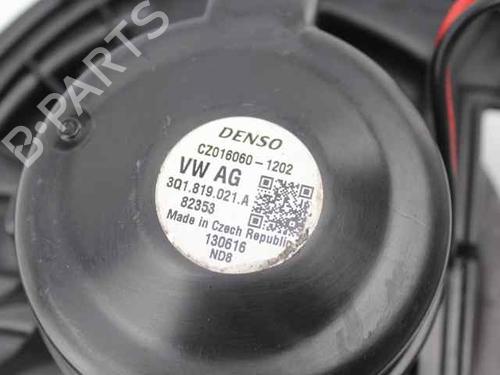 B-PARTS
DENSO
CZ016060-1202
VW AG
3Q1.819.021.A
82353
Made in Czech Republic
130616
ND8